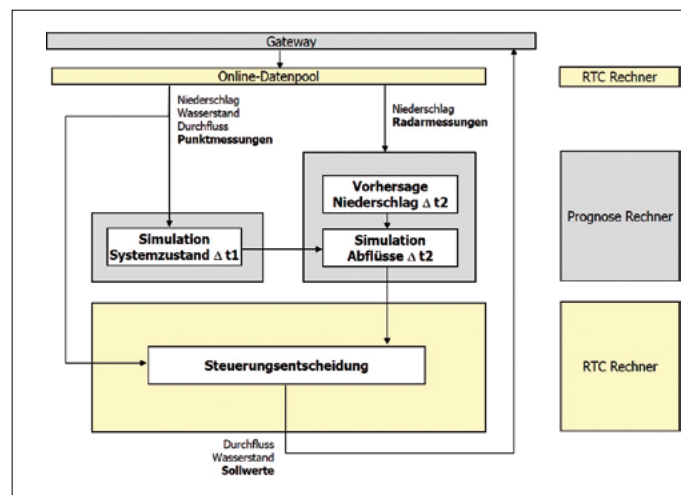 Gateway
Online-Datenpool
RTC Rechner
Niederschlag
Wasserstand
Durchfluss
Punktmessungen
Niederschlag
Radarmessungen
Vorhersage
Niederschlag Δ t2
Simulation
Systemzustand Δ t1
Simulation
Abflüsse Δ t2
Prognose Rechner
Steuerungsentscheidung
RTC Rechner
Durchfluss
Wasserstand
Sollwerte